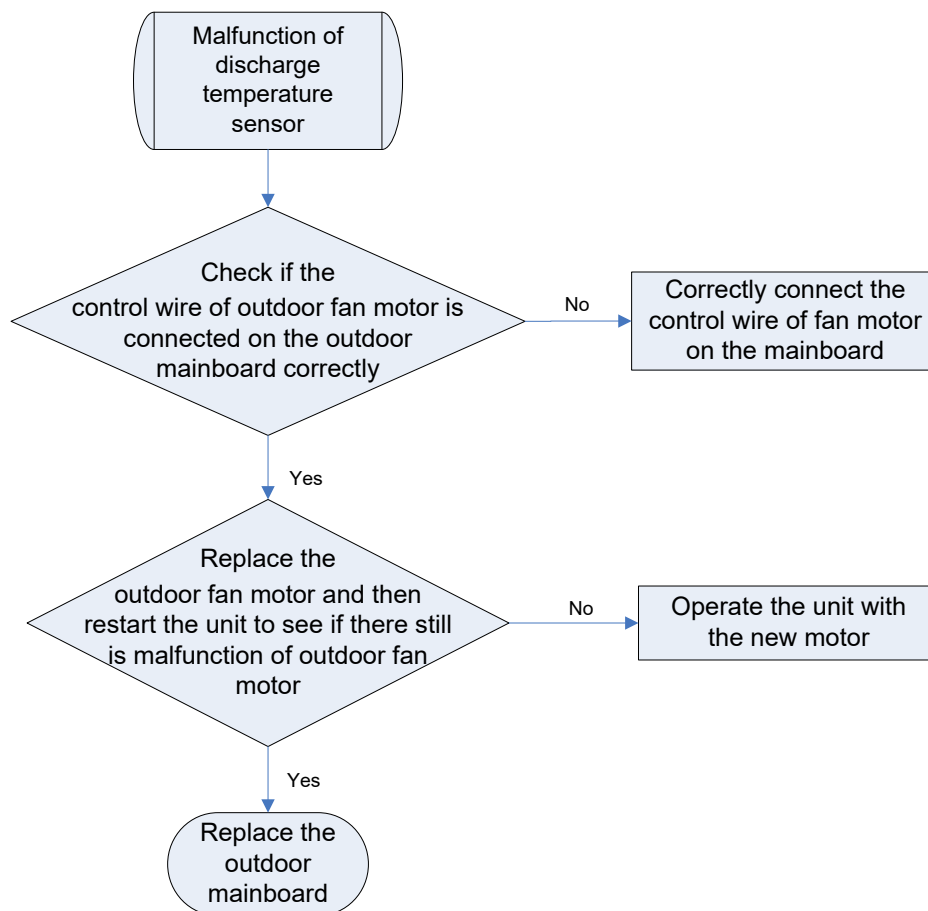 Malfunction of
discharge
temperature
sensor
Check if the
control wire of outdoor fan motor is
connected on the outdoor
mainboard correctly
No
Correctly connect the
control wire of fan motor
on the mainboard
Yes
Replace the
outdoor fan motor and then
restart the unit to see if there still
is malfunction of outdoor fan
motor
No
Operate the unit with
the new motor
Yes
Replace the
outdoor
mainboard